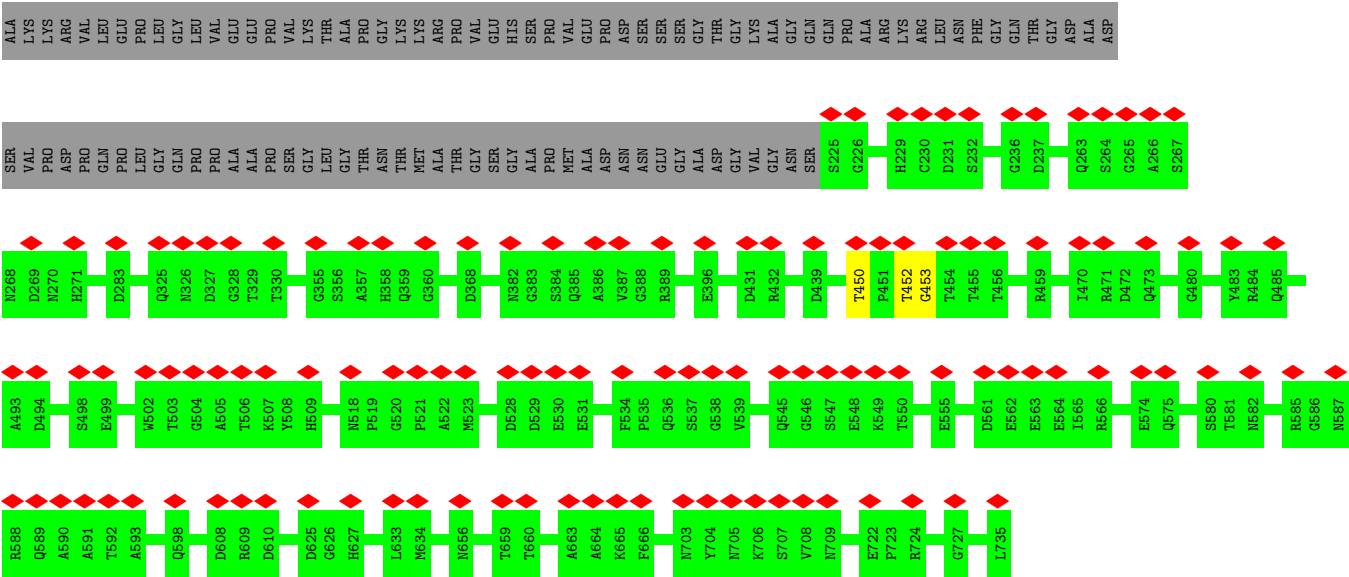 ALA LYS LYS ARG VAL LEU GLU PRO LEU GLY LEU VAL GLU GLU PRO VAL LYS THR ALA PRO GLY LYS LYS ARG PRO VAL GLU HIS SER PRO VAL GLU PRO ASP SER SER SER GLY THR GLY LYS ALA GLY GLN GLN PRO ALA ARG LYS ARG LEU ASN PHE GLY GLN THR GLY ASP ALA ASP
SER VAL PRO ASP PRO GLN PRO LEU GLY GLN PRO PRO ALA ALA PRO SER GLY LEU GLY THR ASN THR MET ALA THR GLY SER GLY ALA PRO MET ALA ASP ASN ASN GLU GLY ALA ASP GLY VAL GLY ASN SER S225 G226 H229 C230 D231 S232 G236 D237 Q263 S264 G265 A266 S267
N268 D269 N270 H271 D283 Q325 N326 D327 G328 T329 T330 G355 S356 A357 H358 Q359 G360 D368 N382 G383 S384 Q385 A386 V387 G388 R389 E396 D431 R432 D439 T450 P451 T452 G453 T454 T455 T456 R459 I470 R471 D472 Q473 G480 Y483 R484 Q485
A493 D494 S498 E499 W502 T503 G504 A505 T506 K507 Y508 H509 N518 P519 G520 P521 A522 M523 D528 D529 E530 E531 F534 P535 Q536 S537 G538 V539 Q545 G546 S547 E548 K549 T550 E555 D561 E562 E563 E564 I565 R566 E574 Q575 S580 T581 N582 R585 G586 N587
R588 Q589 A590 A591 T592 A593 Q598 D608 R609 D610 D625 G626 H627 L633 M634 N656 T659 T660 A663 A664 K665 F666 N703 Y704 N705 K706 S707 V708 N709 E722 P723 R724 G727 L735